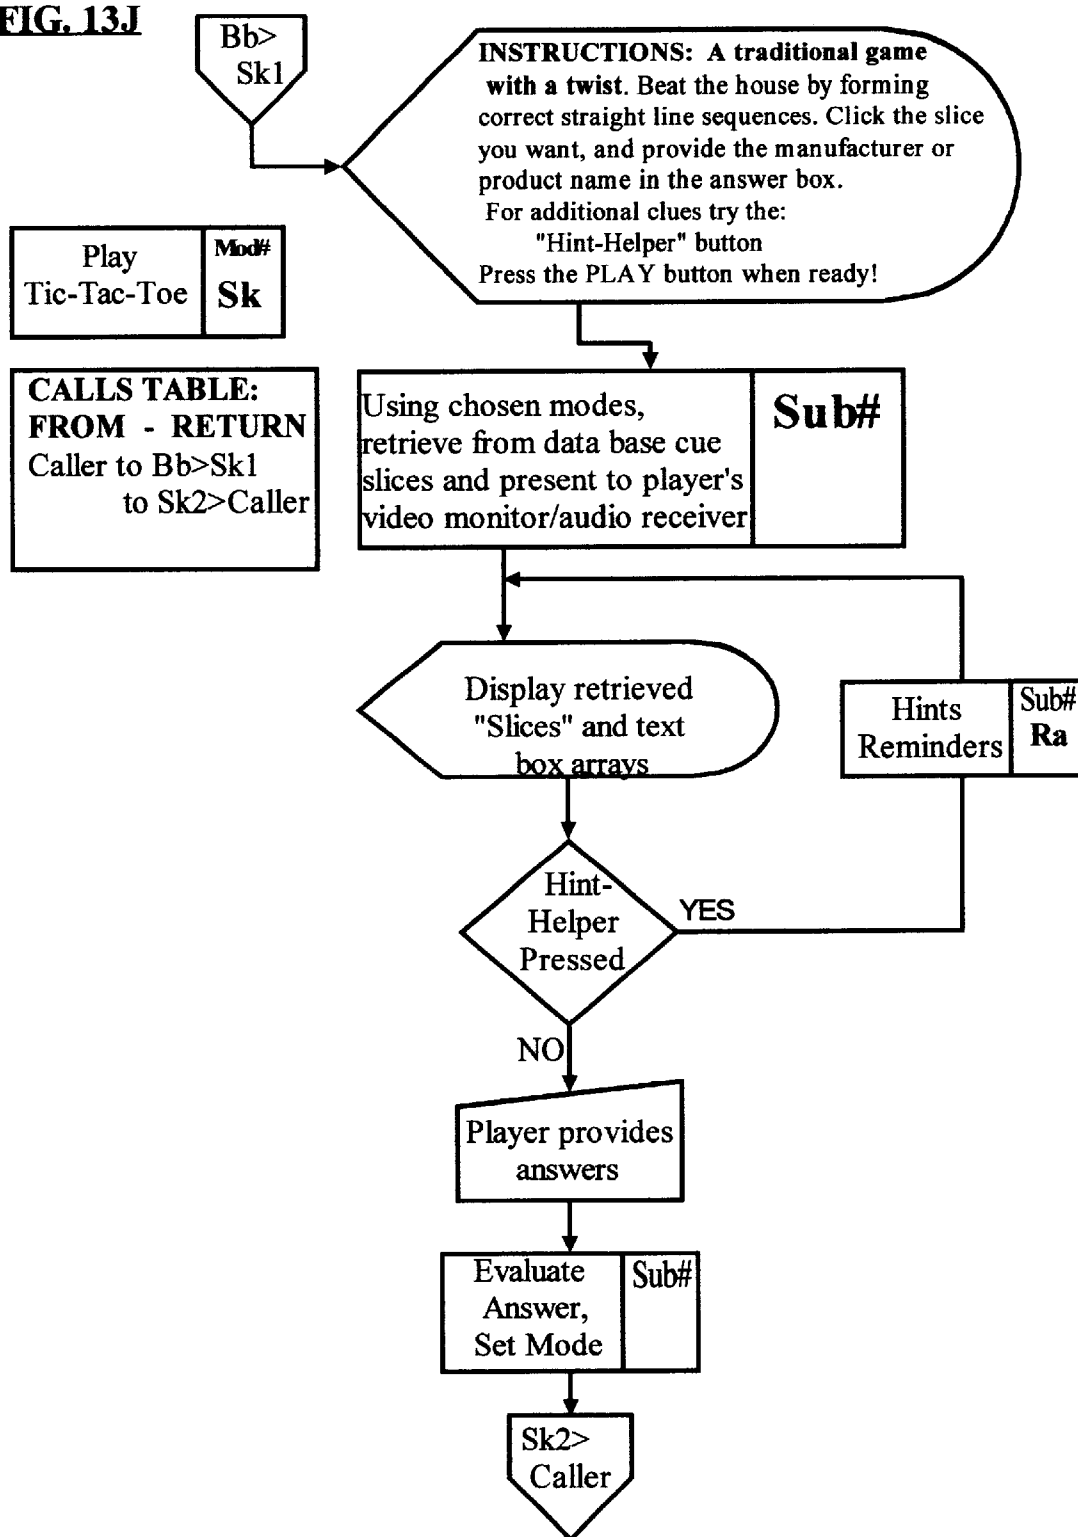 FIG. 13J
Bb>
Sk1
INSTRUCTIONS: A traditional game
with a twist. Beat the house by forming
correct straight line sequences. Click the slice
you want, and provide the manufacturer or
product name in the answer box.
For additional clues try the:
"Hint-Helper" button
Press the PLAY button when ready!
Play
Tic-Tac-Toe
Mod#
Sk
CALLS TABLE:
FROM - RETURN
Caller to Bb>Sk1
to Sk2>Caller
Using chosen modes,
retrieve from data base cue
slices and present to player's
video monitor/audio receiver
Sub#
Display retrieved
"Slices" and text
box arrays
Hints
Reminders
Sub#
Ra
Hint-
Helper
Pressed
YES
NO
Player provides
answers
Evaluate
Answer,
Set Mode
Sub#
Sk2>
Caller